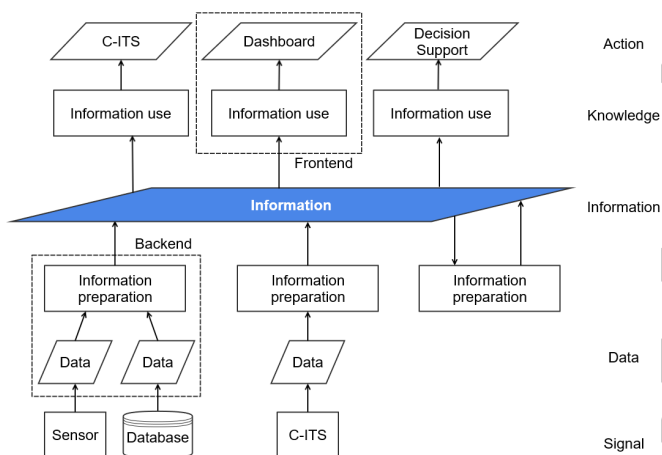 C-ITS
Dashboard
Decision
Support
Action
Information use
Information use
Information use
Knowledge
Frontend
Information
Information
Backend
Information
preparation
Information
preparation
Information
preparation
Data
Data
Data
Data
Sensor
Database
C-ITS
Signal